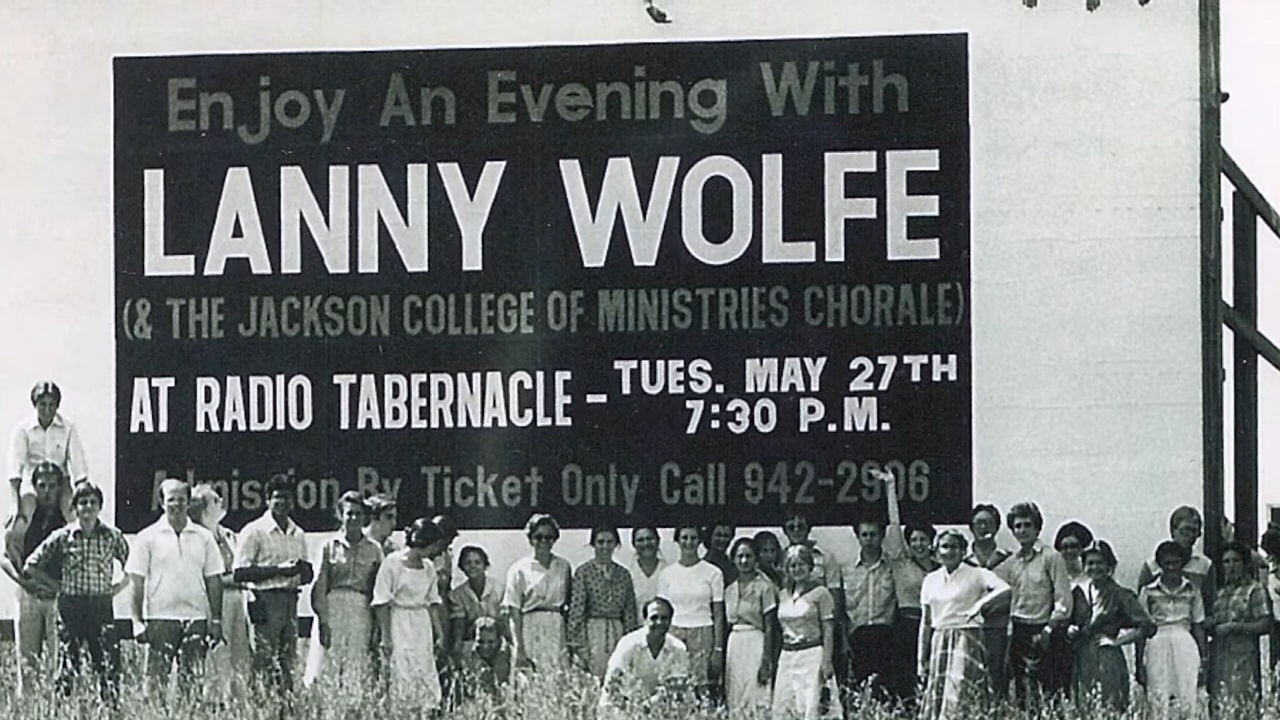 Enjoy An Evening With
LANNY WOLFE
(& THE JACKSON COLLEGE OF MINISTRIES CHORALE)
AT RADIO TABERNACLE - TUES. MAY 27TH
7:30 P.M.
Admission By Ticket Only Call 942-2906